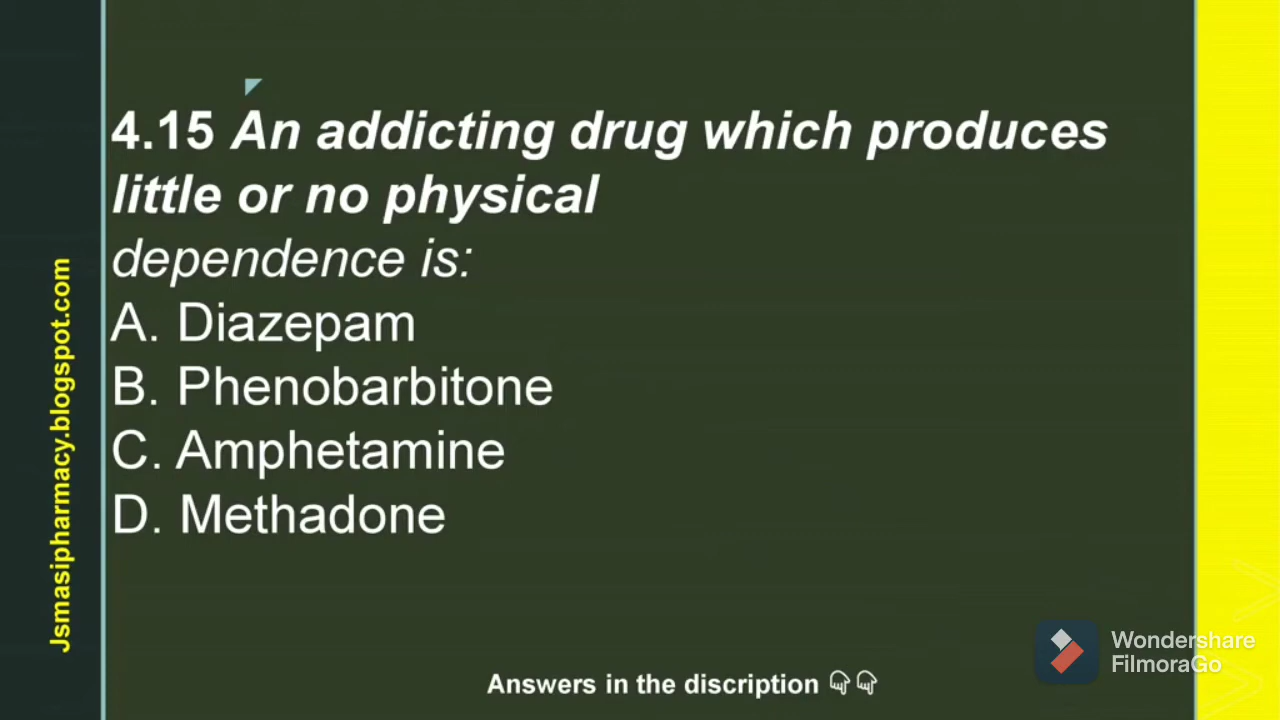 4.15 An addicting drug which produces
little or no physical
dependence is:
A. Diazepam
B. Phenobarbitone
C. Amphetamine
D. Methadone
Jsmasipharmacy.blogspot.com
Wondershare
FilmoraGo
Answers in the discription